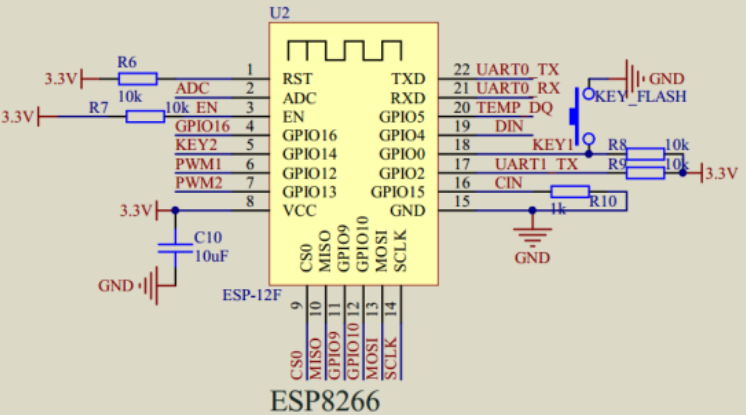 U2
R6
3.3V
10k
1
RST
TXD
22
UART0_TX
GND
ADC
2
ADC
RXD
21
UART0_RX
KEY_FLASH
3.3V
R7
10k
EN
3
EN
GPIO5
20
TEMP_DQ
GPIO16
4
GPIO16
GPIO4
19
DIN
KEY2
5
GPIO14
GPIO0
18
KEY1
R8
10k
PWM1
6
GPIO12
GPIO2
17
UART1_TX
R9
10k
3.3V
PWM2
7
GPIO13
GPIO15
16
CIN
1k
R10
3.3V
8
VCC
GND
15
GND
C10
10uF
GND
CS0
MISO
GPIO9
GPIO10
MOSI
SCLK
ESP-12F
9
10
11
12
13
14
CS0
MISO
GPIO9
GPIO10
MOSI
SCLK
ESP8266